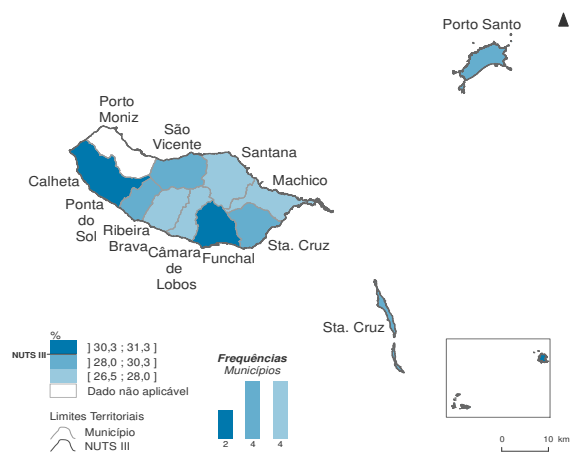 Porto Santo
Porto
Moniz
São
Vicente
Santana
Machico
Calheta
Ponta
do
Sol
Ribeira
Brava
Câmara
de
Lobos
Funchal
Sta. Cruz
Sta. Cruz
%
NUTS III
] 30,3 ; 31,3 ]
] 28,0 ; 30,3 ]
[ 26,5 ; 28,0 ]
Dado não aplicável
Limites Territoriais
Município
NUTS III
Frequências
Municípios
2 4 4
0 10 km